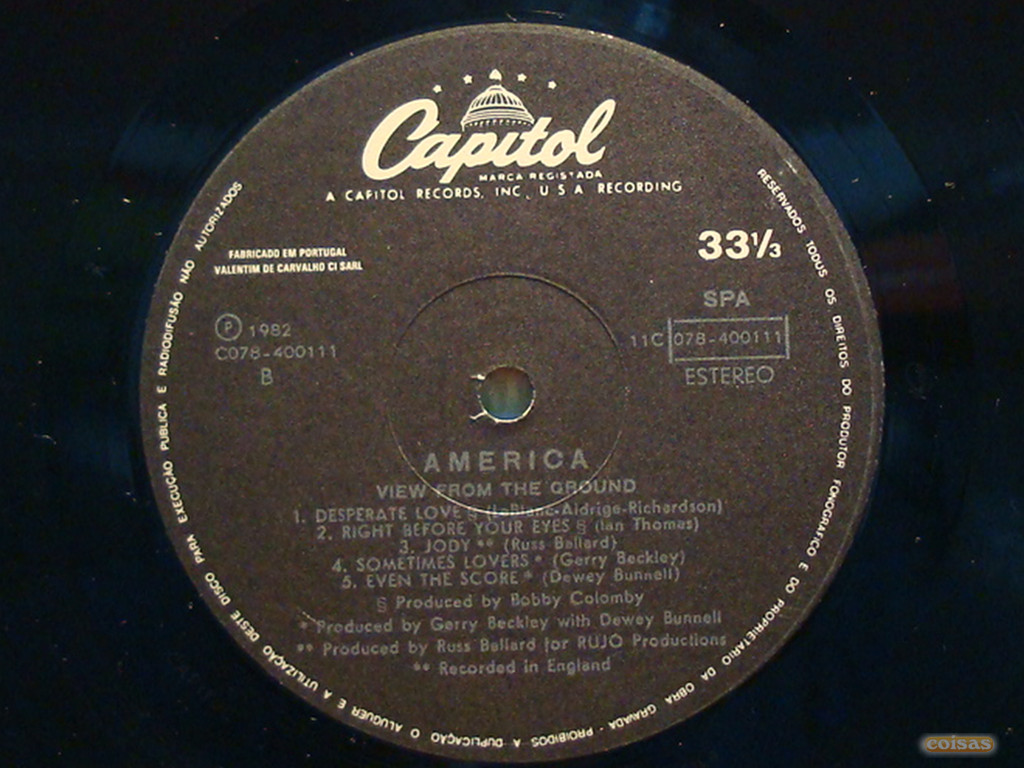 Capitol
MARCA REGISTADA
A CAPITOL RECORDS, INC., U S A RECORDING
RESERVADOS TODOS OS DIREITOS DO PRODUTOR FONOGRAFICO E DO PROPRIETARIO DA OBRA GRAVADA - PROIBIDOS A DUPLICAÇÃO O ALUGUER E A UTILIZAÇÃO DESTE DISCO PARA EXECUÇÃO PUBLICA E RADIODIFUSÃO NÃO AUTORIZADOS
FABRICADO EM PORTUGAL
VALENTIM DE CARVALHO CI SARL
33⅓
SPA
Ⓟ 1982
11C 078-400111
C078-400111
B
ESTEREO
AMERICA
VIEW FROM THE GROUND
1. DESPERATE LOVE § -Aldrige-Richardson)
2. RIGHT BEFORE YOUR EYES § (Ian Thomas)
3. JODY ** (Russ Ballard)
4. SOMETIMES LOVERS * (Gerry Beckley)
5. EVEN THE SCORE * (Dewey Bunnell)
§ Produced by Bobby Colomby
* Produced by Gerry Beckley with Dewey Bunnell
** Produced by Russ Ballard for RUJO Productions
** Recorded in England
coisas